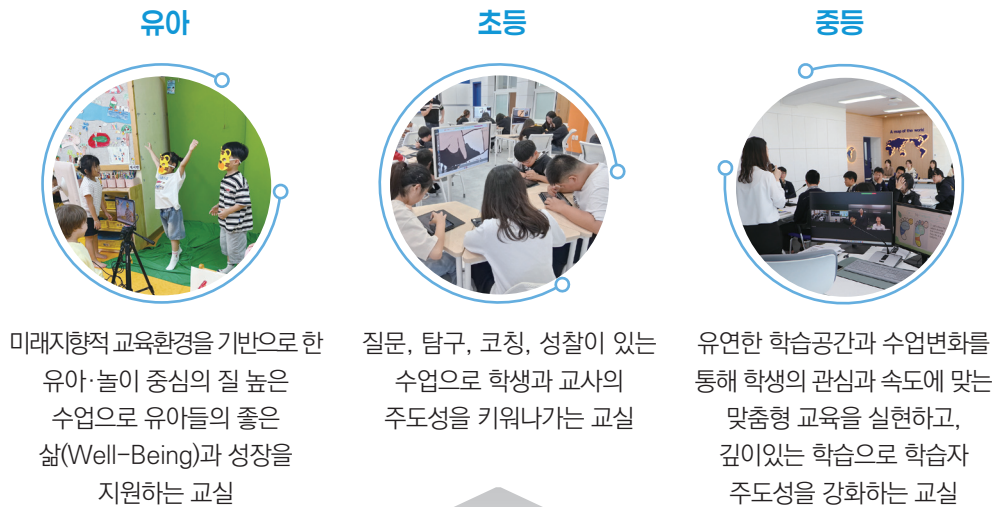 유아
미래지향적 교육환경을 기반으로 한
유아·놀이 중심의 질 높은
수업으로 유아들의 좋은
삶(Well-Being)과 성장을
지원하는 교실
초등
질문, 탐구, 코칭, 성찰이 있는
수업으로 학생과 교사의
주도성을 키워나가는 교실
중등
A map of the world
유연한 학습공간과 수업변화를
통해 학생의 관심과 속도에 맞는
맞춤형 교육을 실현하고,
깊이있는 학습으로 학습자
주도성을 강화하는 교실